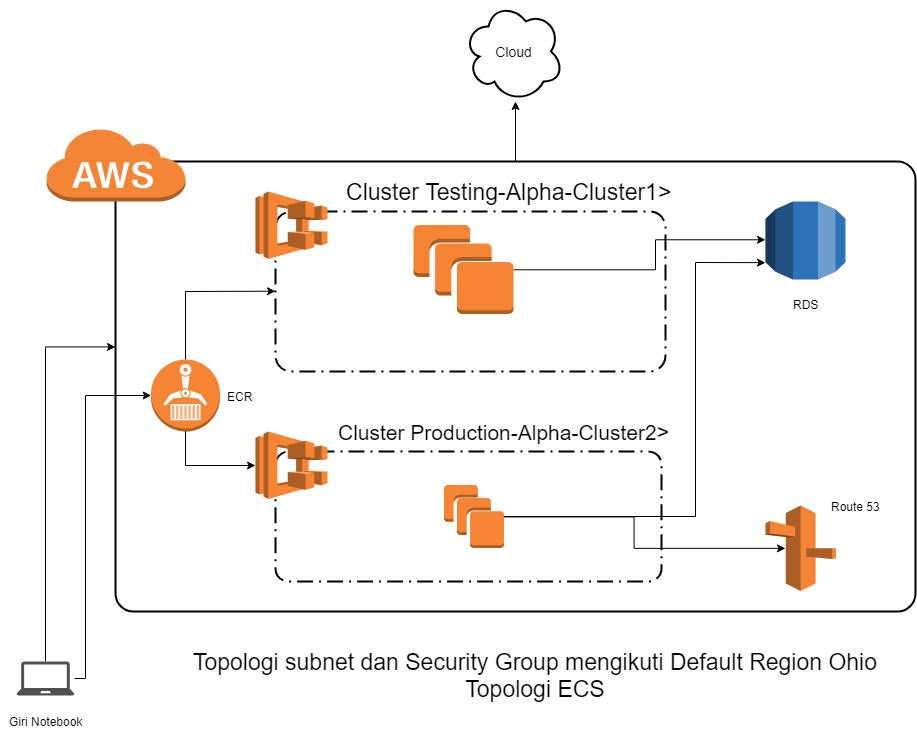 Cloud
AWS
Cluster Testing-Alpha-Cluster1>
RDS
ECR
Cluster Production-Alpha-Cluster2>
Route 53
Topologi subnet dan Security Group mengikuti Default Region Ohio
Topologi ECS
Giri Notebook